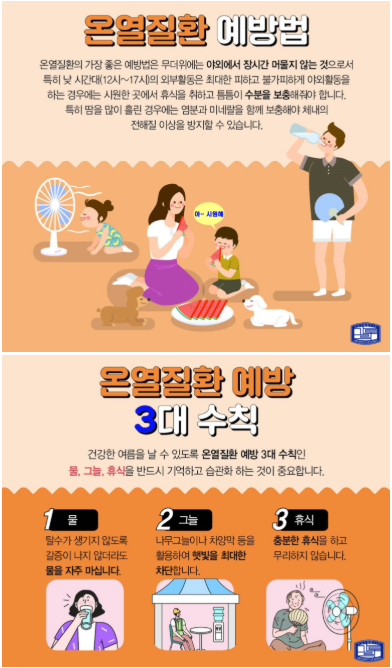 온열질환 예방법
온열질환의 가장 좋은 예방법은 무더위에는 야외에서 장시간 머물지 않는 것으로서
특히 낮 시간대(12시~17시)의 외부활동은 최대한 피하고 불가피하게 야외활동을
하는 경우에는 시원한 곳에서 휴식을 취하고 틈틈이 수분을 보충해줘야 합니다.
특히 땀을 많이 흘린 경우에는 염분과 미네랄을 함께 보충해야 체내의
전해질 이상을 방지할 수 있습니다.
아~ 시원해
온열질환 예방
3대 수칙
건강한 여름을 날 수 있도록 온열질환 예방 3대 수칙인
물, 그늘, 휴식을 반드시 기억하고 습관화 하는 것이 중요합니다.
1 물
탈수가 생기지 않도록
갈증이 나지 않더라도
물을 자주 마십니다.
2 그늘
나무그늘이나 차양막 등을
활용하여 햇빛을 최대한
차단합니다.
3 휴식
충분한 휴식을 하고
무리하지 않습니다.